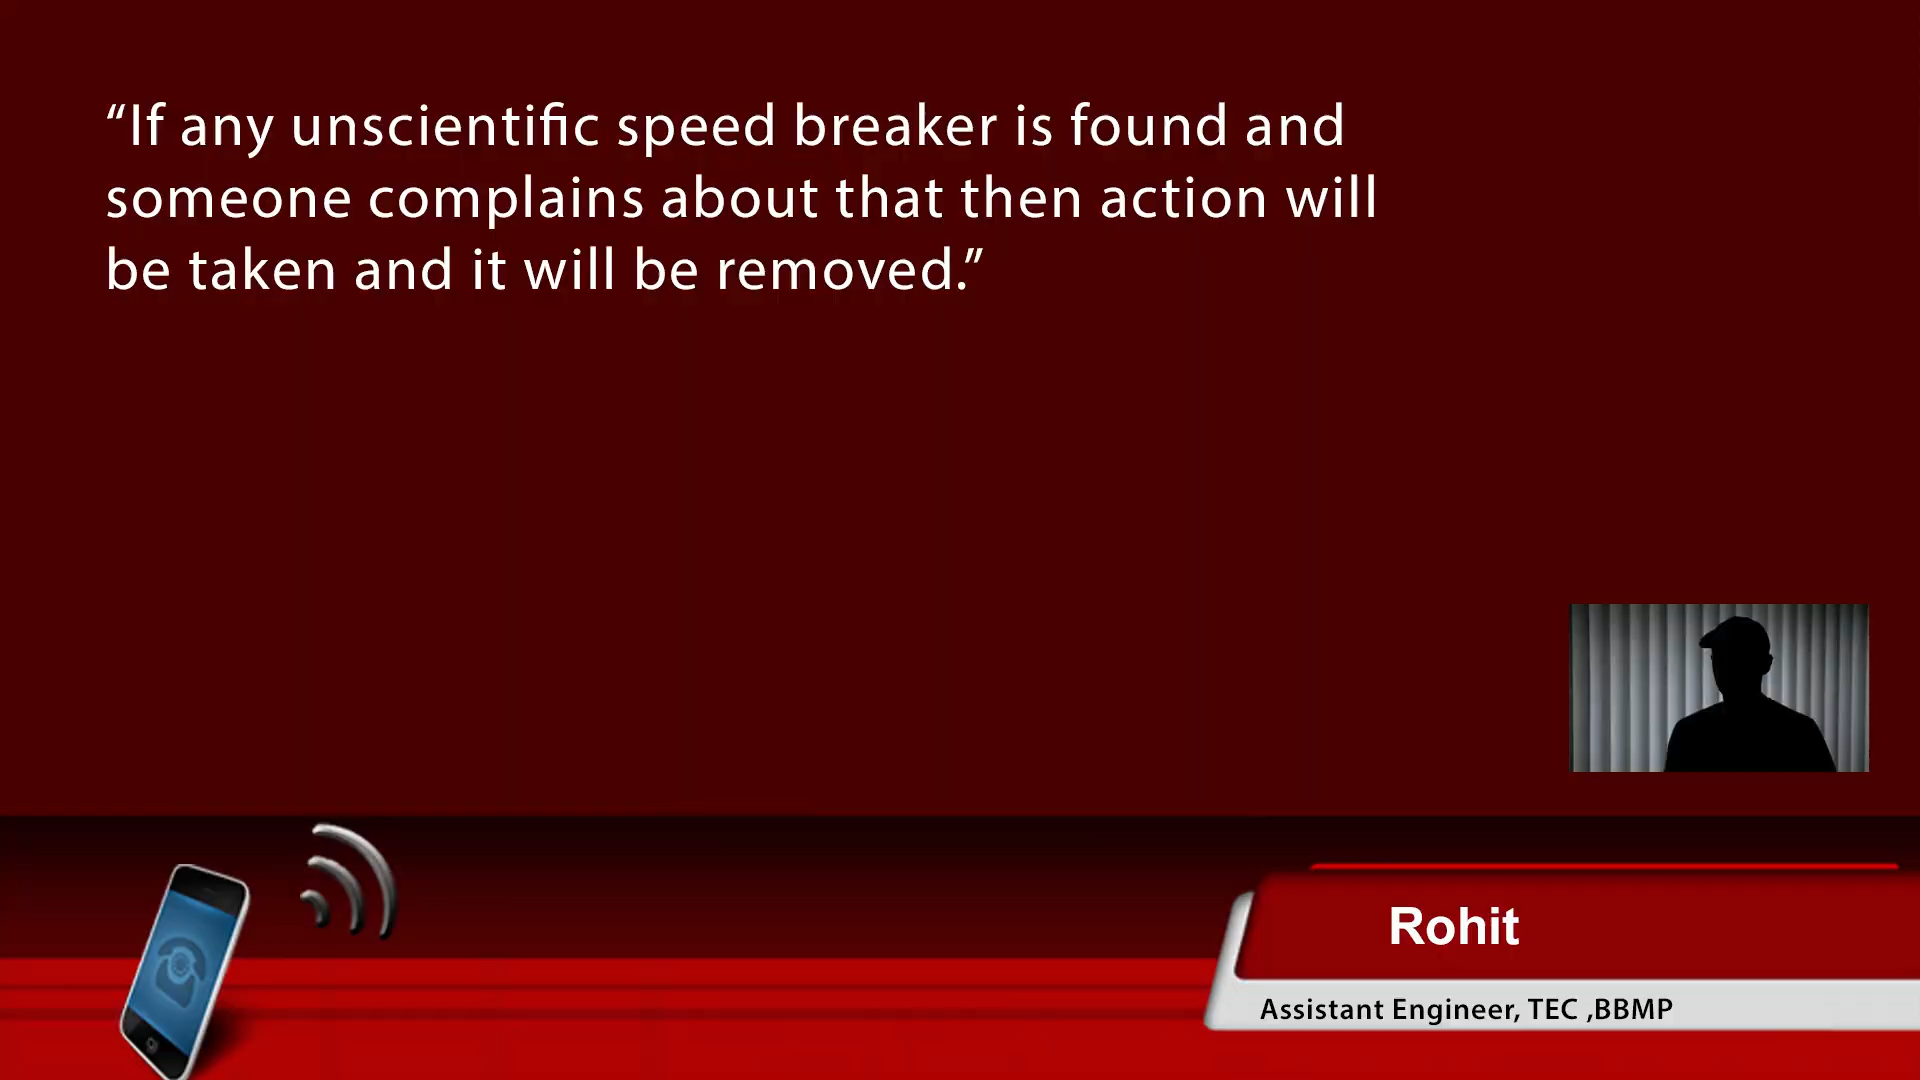 “If any unscientific speed breaker is found and
someone complains about that then action will
be taken and it will be removed.”
Rohit
Assistant Engineer, TEC ,BBMP